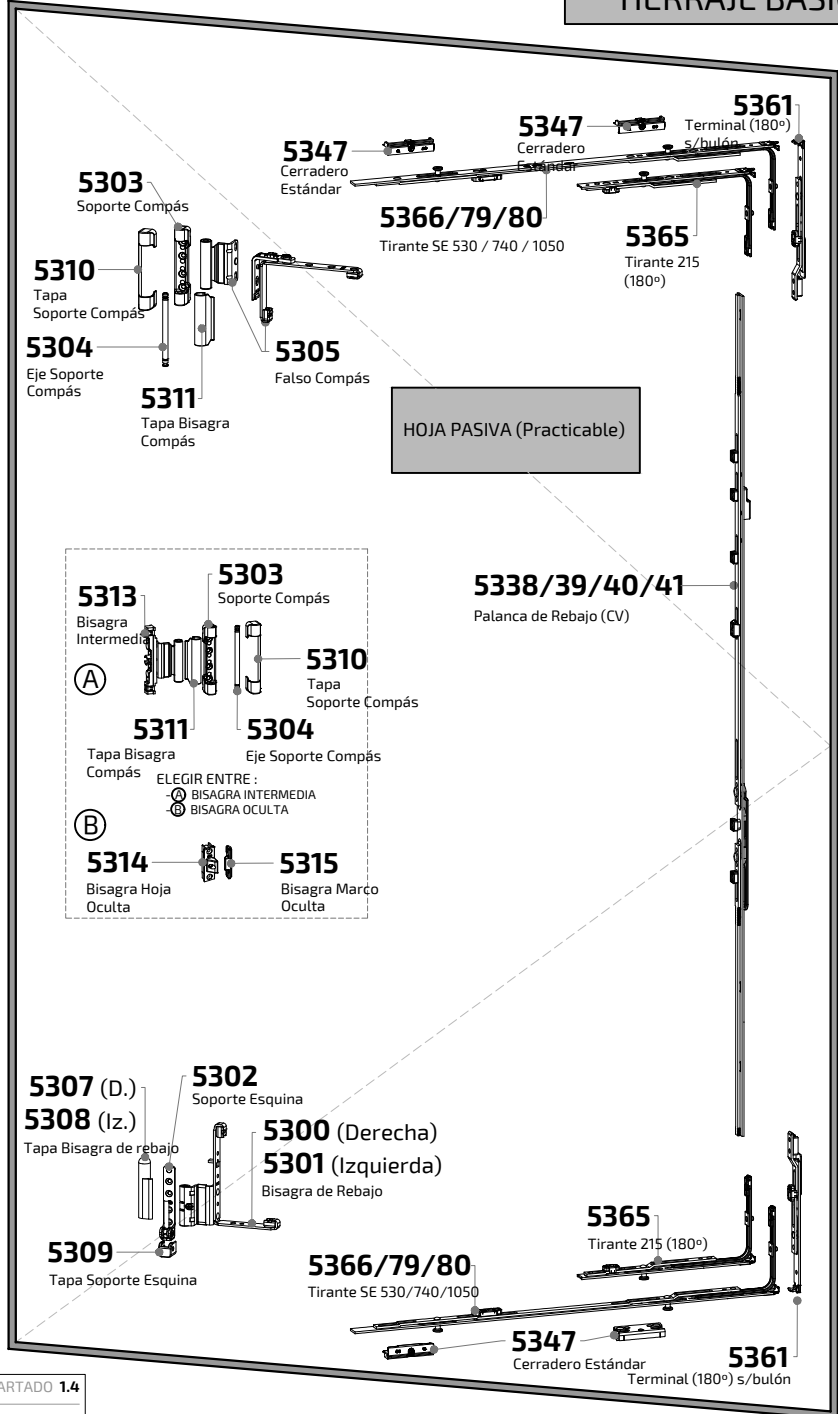 5347
Cerradero
Estándar
5347
Cerradero
Estándar
5361
Terminal (180º)
s/bulón
5303
Soporte Compás
5366/79/80
Tirante SE 530 / 740 / 1050
5365
Tirante 215
(180º)
5310
Tapa
Soporte Compás
5304
Eje Soporte
Compás
5311
Tapa Bisagra
Compás
5305
Falso Compás
HOJA PASIVA (Practicable)
5313
Bisagra
Intermedia
5303
Soporte Compás
A
5310
Tapa
Soporte Compás
5311
Tapa Bisagra
Compás
5304
Eje Soporte Compás
ELEGIR ENTRE :
-A BISAGRA INTERMEDIA
-B BISAGRA OCULTA
B
5314
Bisagra Hoja
Oculta
5315
Bisagra Marco
Oculta
5338/39/40/41
Palanca de Rebajo (CV)
5307 (D.)
5308 (Iz.)
Tapa Bisagra de rebajo
5302
Soporte Esquina
5300 (Derecha)
5301 (Izquierda)
Bisagra de Rebajo
5309
Tapa Soporte Esquina
5365
Tirante 215 (180º)
5366/79/80
Tirante SE 530/740/1050
5347
Cerradero Estándar
5361
Terminal (180º) s/bulón
ARTADO 1.4